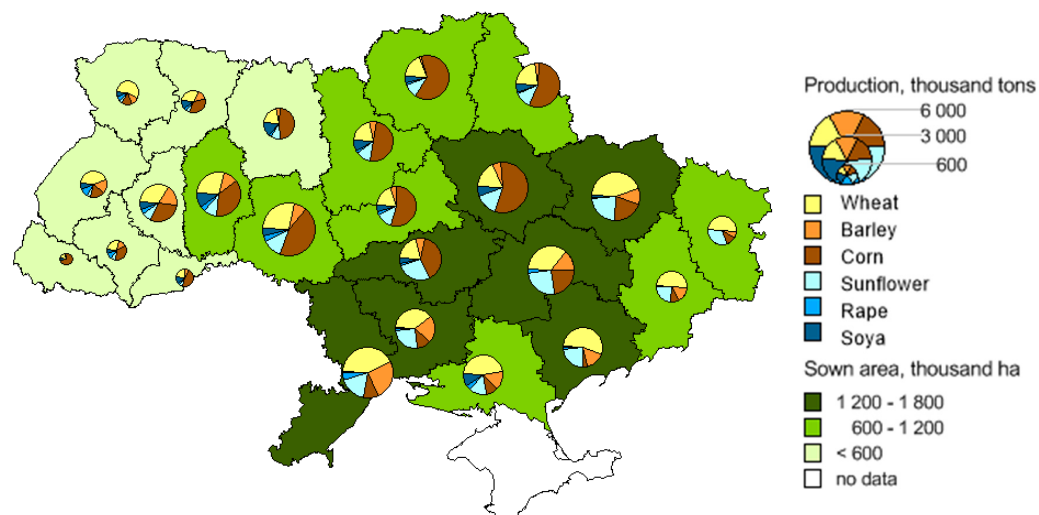 Production, thousand tons
6 000
3 000
600
Wheat
Barley
Corn
Sunflower
Rape
Soya
Sown area, thousand ha
1 200 - 1 800
600 - 1 200
< 600
no data